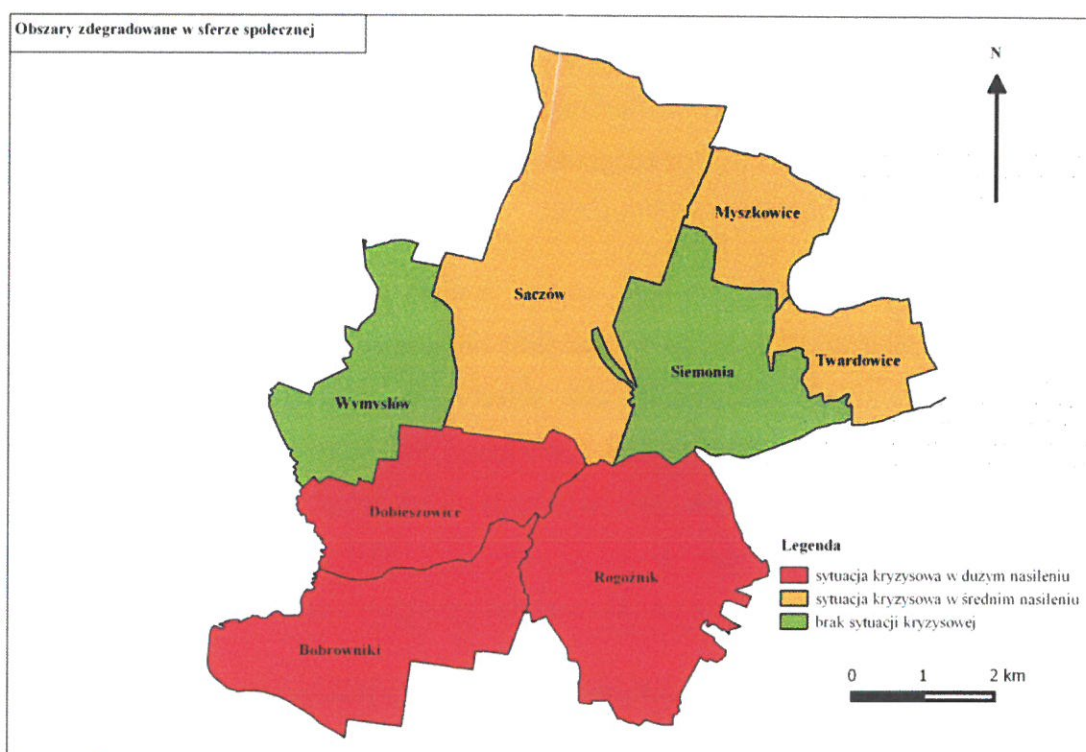 Obszary zdegradowane w sferze społecznej
N
Myszkowice
Sączów
Twardowice
Siemonia
Wymysłów
Dobieszowice
Rogoźnik
Bobrowniki
Legenda
sytuacja kryzysowa w dużym nasileniu
sytuacja kryzysowa w średnim nasileniu
brak sytuacji kryzysowej
0 1 2 km